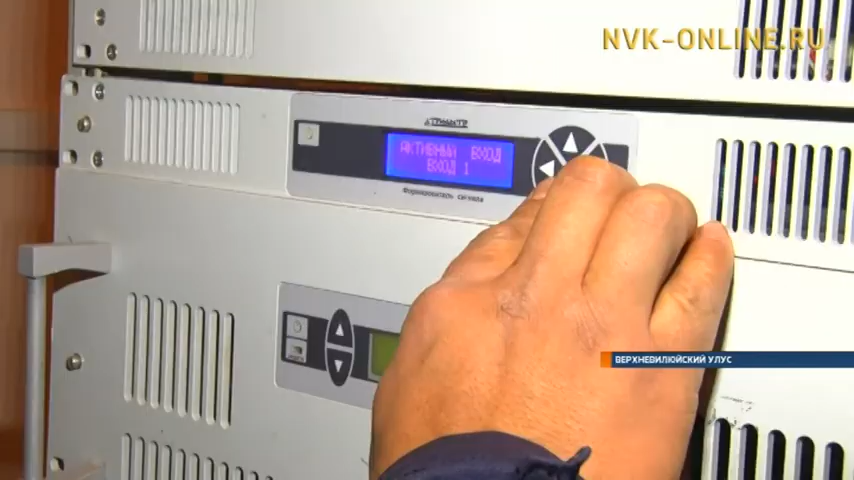 NVK-ONLINE.RU
АКТИВНЫЙ ВХОД
ВХОД 1
Формирователь сигнала
ВЕРХНЕВИЛЮЙСКИЙ УЛУС